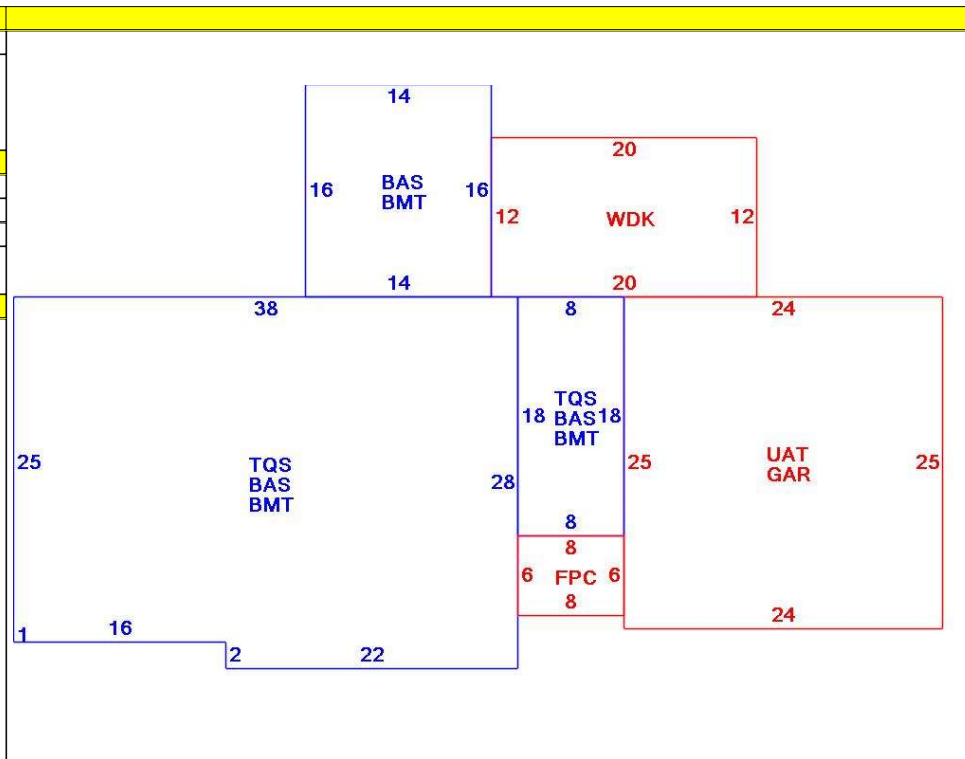 14
16 BAS 16
BMT
14
20
12 WDK 12
20
38
25 TQS 28
BAS
BMT
1 16
2 22
8
TQS
18 BAS 18
BMT
8
8
6 FPC 6
8
24
25 UAT 25
GAR
24